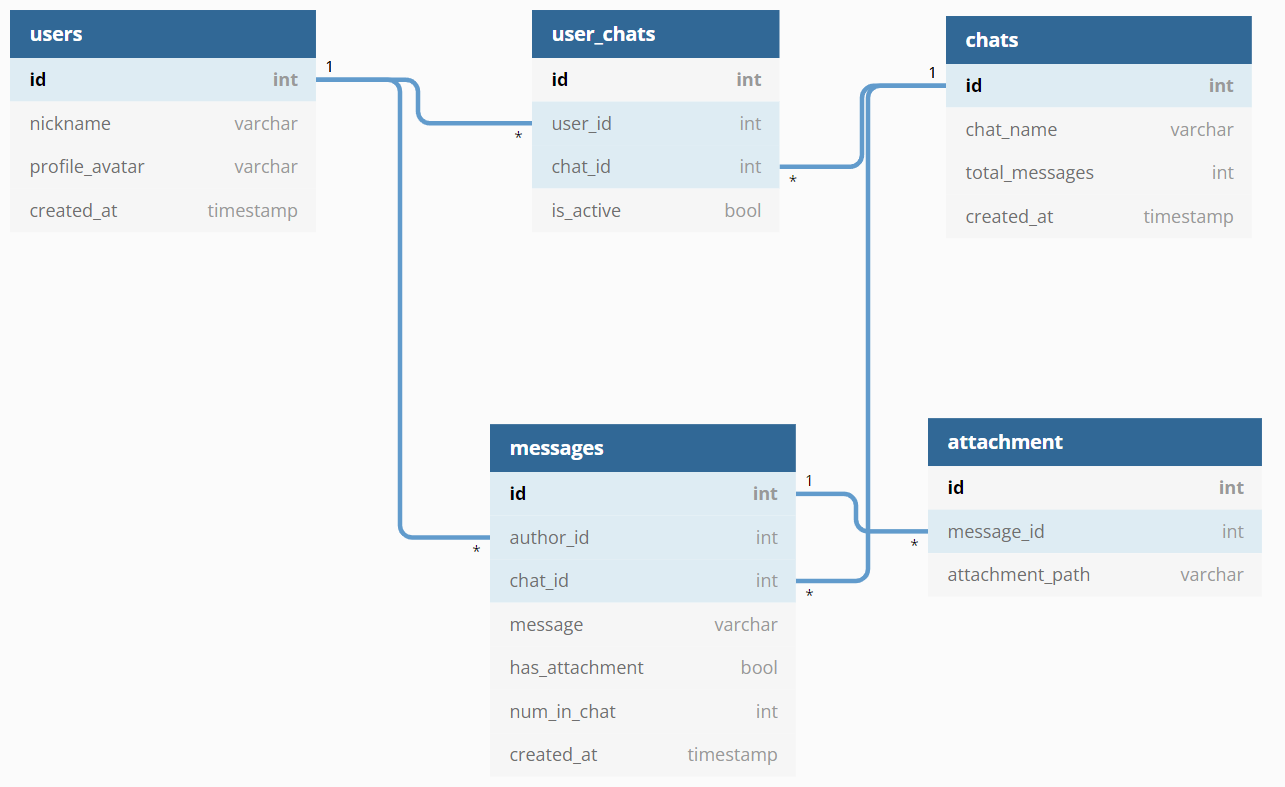 users
id int
nickname varchar
profile_avatar varchar
created_at timestamp
1
user_chats
id int
user_id int
chat_id int
is_active bool
*
*
chats
id int
chat_name varchar
total_messages int
created_at timestamp
1
messages
id int
author_id int
chat_id int
message varchar
has_attachment bool
num_in_chat int
created_at timestamp
*
1
*
attachment
id int
message_id int
attachment_path varchar
*